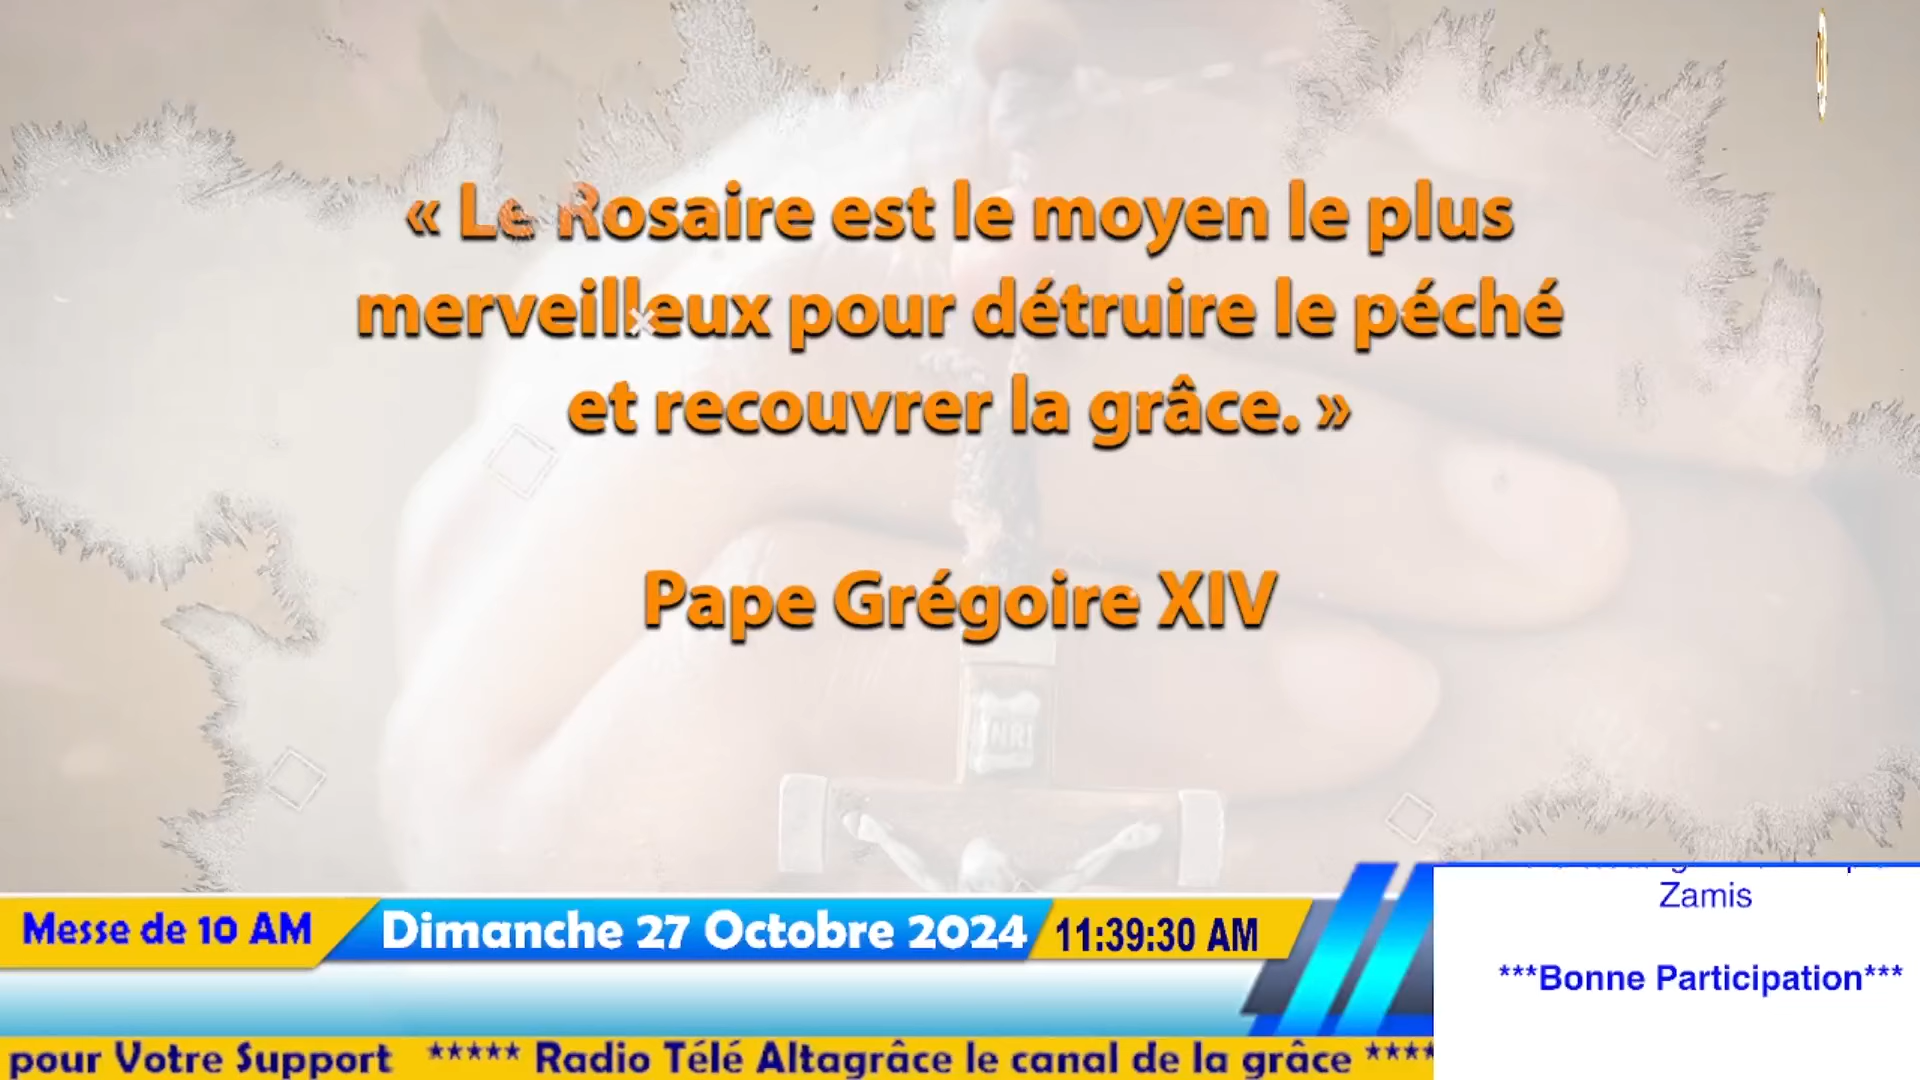 « Le Rosaire est le moyen le plus
merveilleux pour détruire le péché
et recouvrer la grâce. »
Pape Grégoire XIV
INRI
Messe de 10 AM
Dimanche 27 Octobre 2024
11:39:30 AM
Zamis
***Bonne Participation***
pour Votre Support ***** Radio Télé Altagrâce le canal de la grâce ****